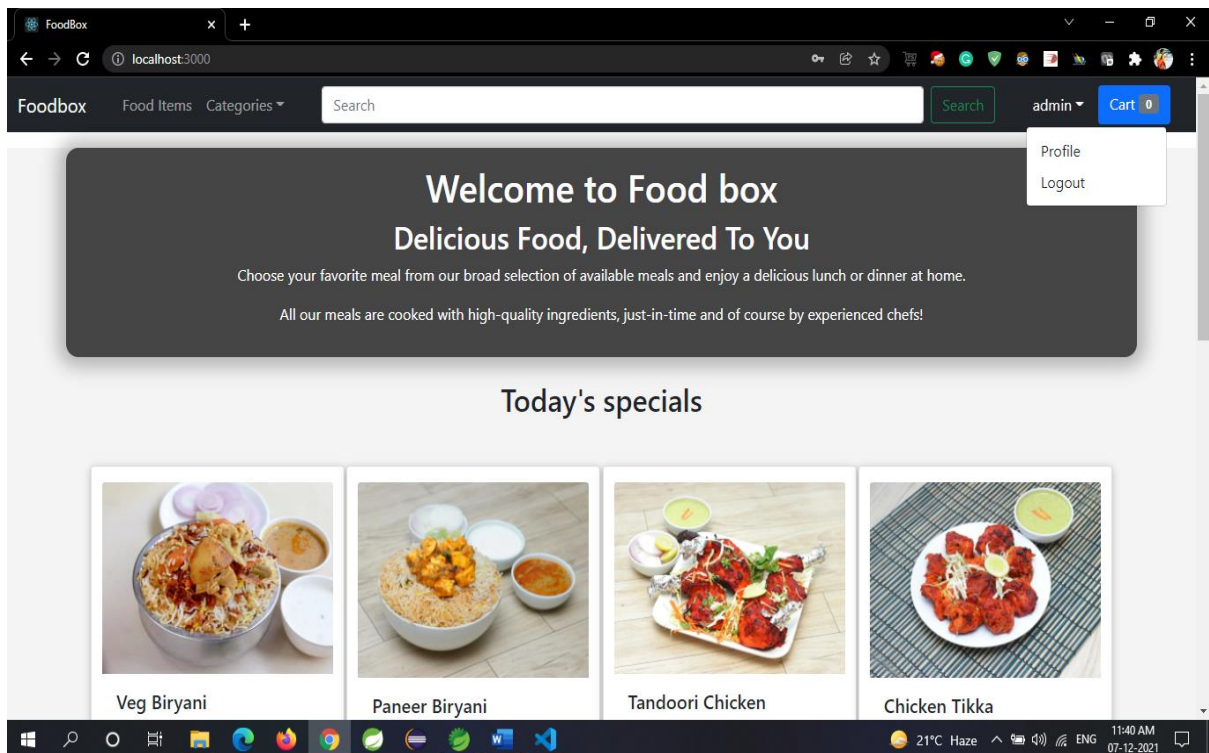 FoodBox
localhost:3000
Foodbox Food Items Categories Search Search admin Cart 0
Profile
Logout
Welcome to Food box
Delicious Food, Delivered To You
Choose your favorite meal from our broad selection of available meals and enjoy a delicious lunch or dinner at home.
All our meals are cooked with high-quality ingredients, just-in-time and of course by experienced chefs!
Today's specials
Veg Biryani Paneer Biryani Tandoori Chicken Chicken Tikka
21°C Haze ENG 11:40 AM
07-12-2021